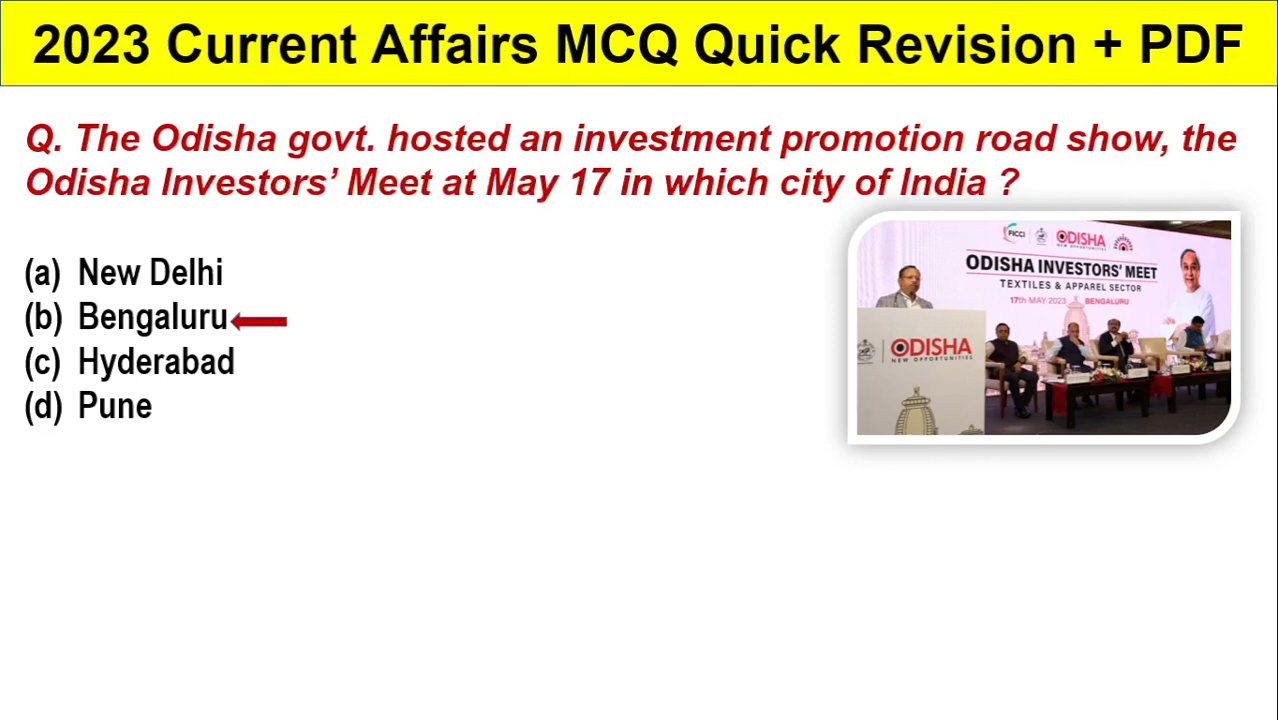 2023 Current Affairs MCQ Quick Revision + PDF
Q. The Odisha govt. hosted an investment promotion road show, the
Odisha Investors’ Meet at May 17 in which city of India ?
(a) New Delhi
(b) Bengaluru
(c) Hyderabad
(d) Pune
FICCI
ODISHA
NEW OPPORTUNITIES
ODISHA INVESTORS' MEET
TEXTILES & APPAREL SECTOR
17th MAY 2023 BENGALURU
ODISHA
NEW OPPORTUNITIES